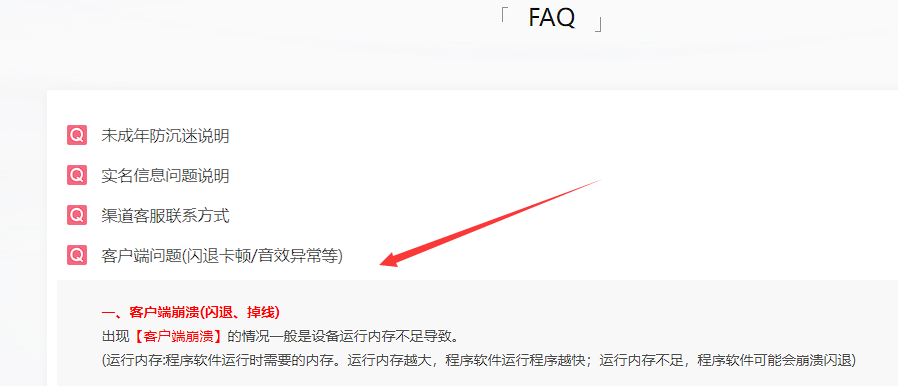 「 FAQ 」
Q 未成年防沉迷说明
Q 实名信息问题说明
Q 渠道客服联系方式
Q 客户端问题(闪退卡顿/音效异常等)
一、客户端崩溃(闪退、掉线)
出现【客户端崩溃】的情况一般是设备运行内存不足导致。
(运行内存:程序软件运行时需要的内存。运行内存越大，程序软件运行程序越快；运行内存不足，程序软件可能会崩溃闪退)